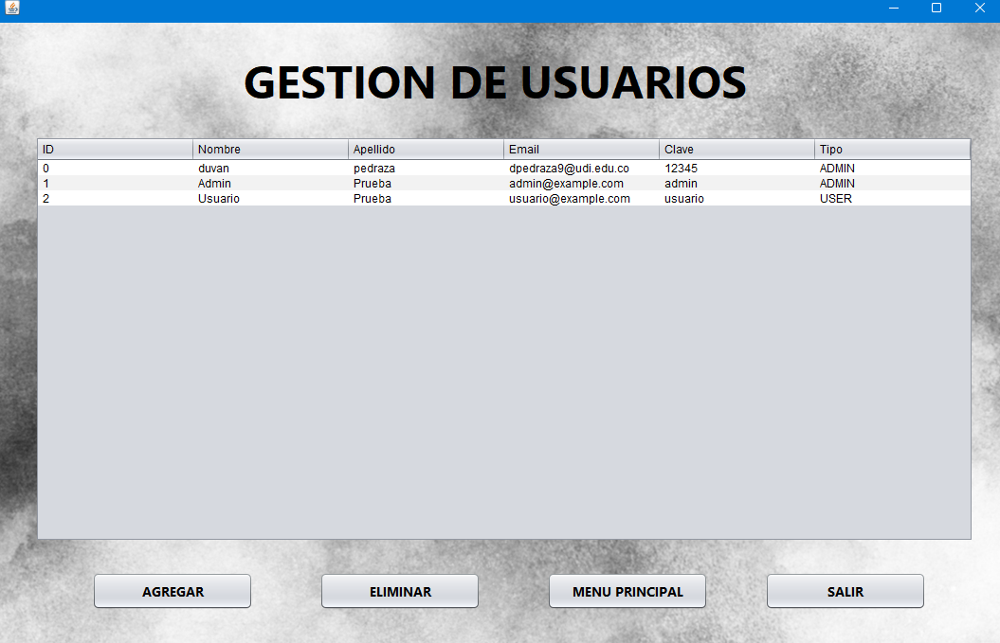 GESTION DE USUARIOS
ID Nombre Apellido Email Clave Tipo
0 duvan pedraza dpedraza9@udi.edu.co 12345 ADMIN
1 Admin Prueba admin@example.com admin ADMIN
2 Usuario Prueba usuario@example.com usuario USER
AGREGAR ELIMINAR MENU PRINCIPAL SALIR